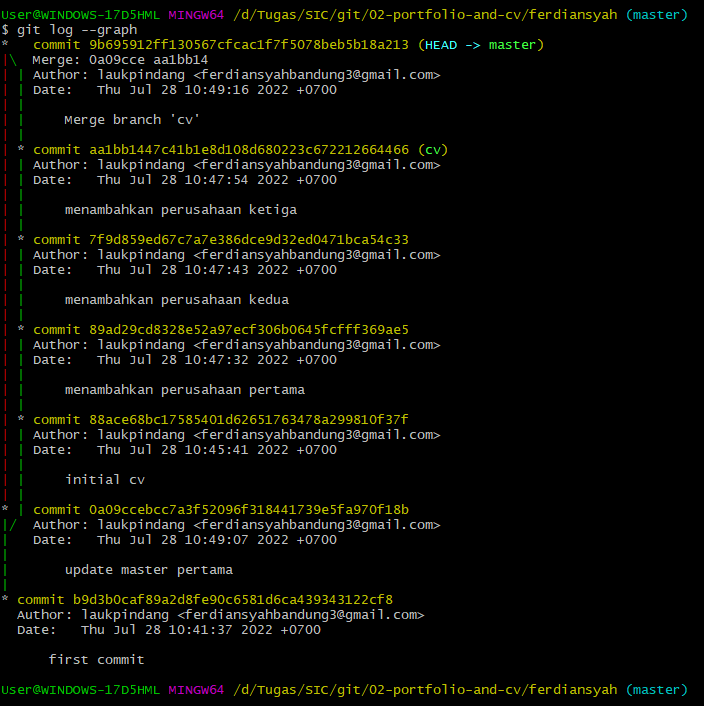 User@WINDOWS-17D5HML MINGW64 /d/Tugas/SIC/git/02-portfolio-and-cv/ferdiansyah (master)
$ git log --graph
*   commit 9b695912ff130567cfcac1f7f5078beb5b18a213 (HEAD -> master)
|\  Merge: 0a09cce aa1bb14
| | Author: laukpindang <ferdiansyahbandung3@gmail.com>
| | Date:   Thu Jul 28 10:49:16 2022 +0700
| |
| |     Merge branch 'cv'
| |
| * commit aa1bb1447c41b1e8d108d680223c672212664466 (cv)
| | Author: laukpindang <ferdiansyahbandung3@gmail.com>
| | Date:   Thu Jul 28 10:47:54 2022 +0700
| |
| |     menambahkan perusahaan ketiga
| |
| * commit 7f9d859ed67c7a7e386dce9d32ed0471bca54c33
| | Author: laukpindang <ferdiansyahbandung3@gmail.com>
| | Date:   Thu Jul 28 10:47:43 2022 +0700
| |
| |     menambahkan perusahaan kedua
| |
| * commit 89ad29cd8328e52a97ecf306b0645fcfff369ae5
| | Author: laukpindang <ferdiansyahbandung3@gmail.com>
| | Date:   Thu Jul 28 10:47:32 2022 +0700
| |
| |     menambahkan perusahaan pertama
| |
| * commit 88ace68bc17585401d62651763478a299810f37f
| | Author: laukpindang <ferdiansyahbandung3@gmail.com>
| | Date:   Thu Jul 28 10:45:41 2022 +0700
| |
| |     initial cv
| |
* | commit 0a09ccebcc7a3f52096f318441739e5fa970f18b
|/  Author: laukpindang <ferdiansyahbandung3@gmail.com>
|   Date:   Thu Jul 28 10:49:07 2022 +0700
|
|       update master pertama
|
* commit b9d3b0caf89a2d8fe90c6581d6ca439343122cf8
  Author: laukpindang <ferdiansyahbandung3@gmail.com>
  Date:   Thu Jul 28 10:41:37 2022 +0700

      first commit

User@WINDOWS-17D5HML MINGW64 /d/Tugas/SIC/git/02-portfolio-and-cv/ferdiansyah (master)